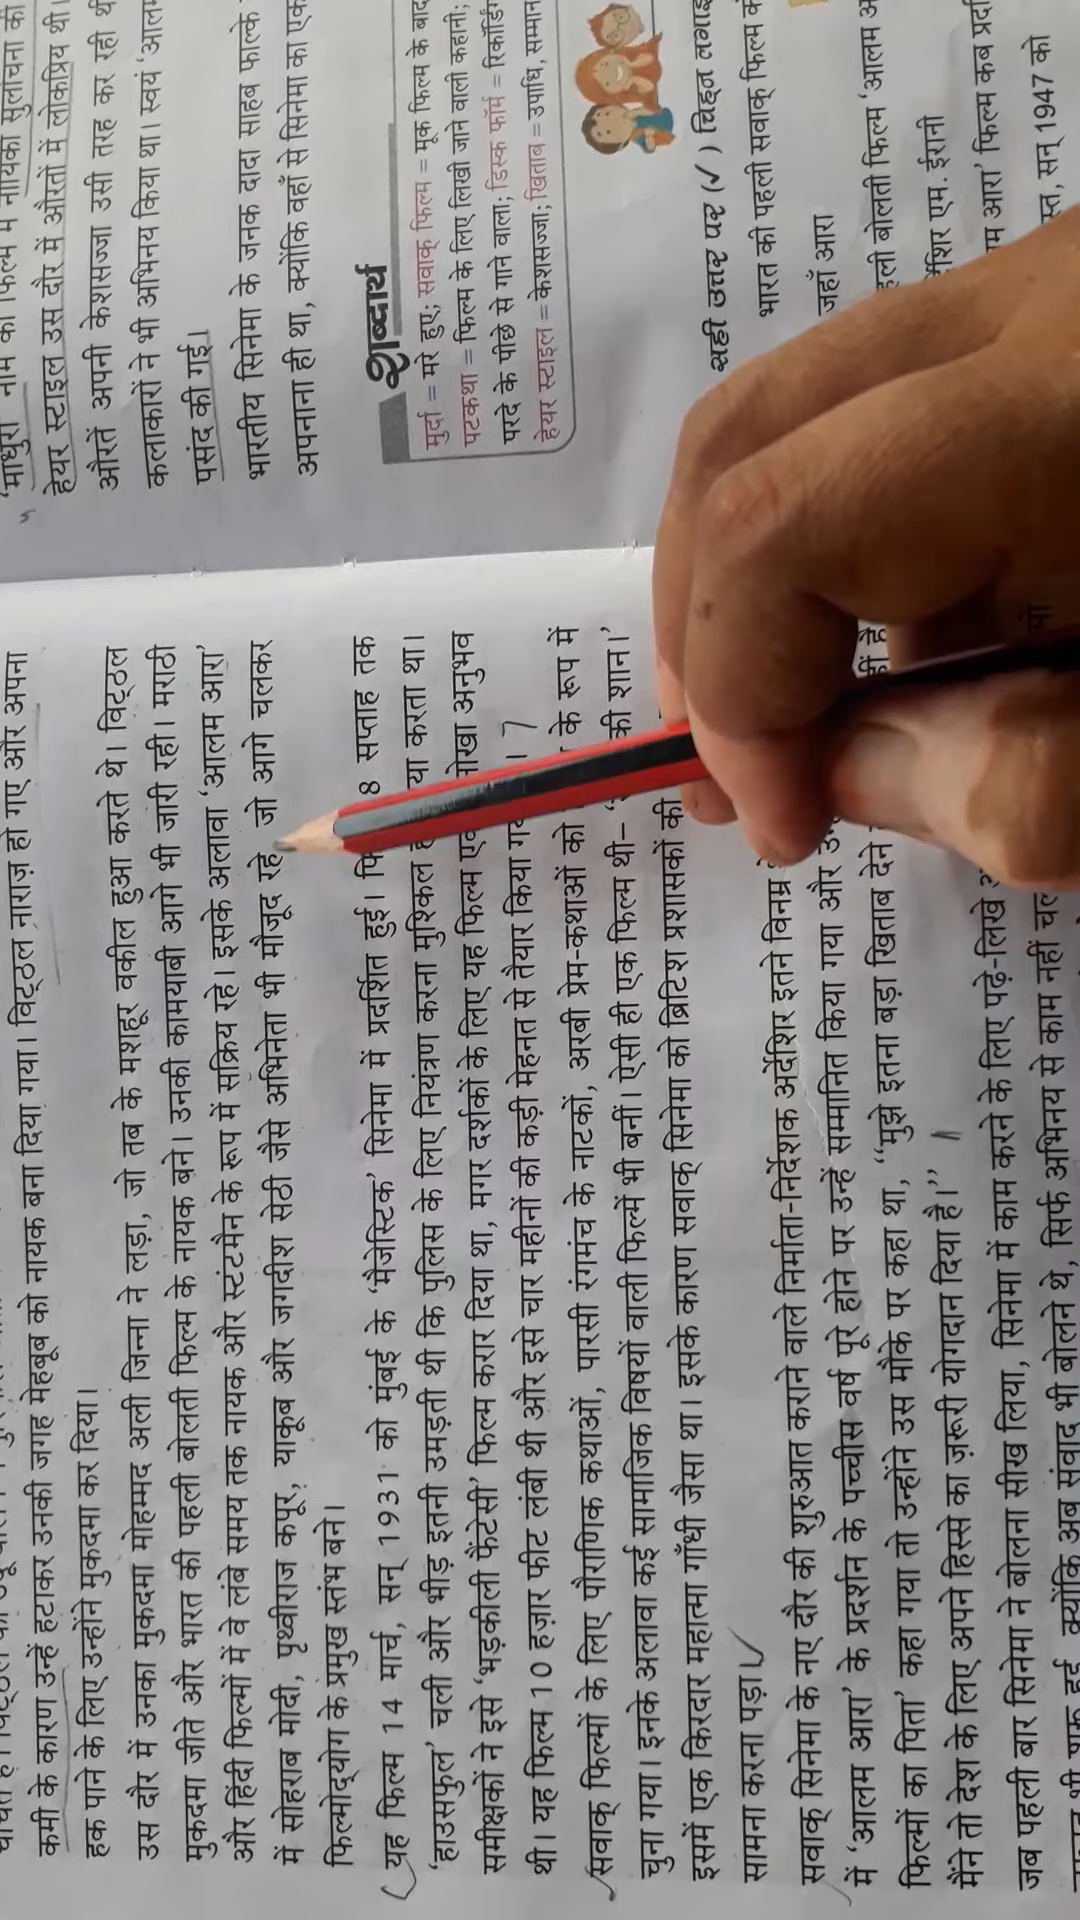 कमी के कारण उन्हें हटाकर उनकी जगह मेहबूब को नायक बना दिया गया। विट्ठल नाराज़ हो गए और अपना
हक पाने के लिए उन्होंने मुकदमा कर दिया।
उस दौर में उनका मुकदमा मोहम्मद अली जिन्ना ने लड़ा, जो तब के मशहूर वकील हुआ करते थे। विट्ठल
मुकदमा जीते और भारत की पहली बोलती फिल्म के नायक बने। उनकी कामयाबी आगे भी जारी रही। मराठी
और हिंदी फिल्मों में वे लंबे समय तक नायक और स्टंटमैन के रूप में सक्रिय रहे। इसके अलावा 'आलम आरा'
में सोहराब मोदी, पृथ्वीराज कपूर, याकूब और जगदीश सेठी जैसे अभिनेता भी मौजूद रहे जो आगे चलकर
फिल्मोद्योग के प्रमुख स्तंभ बने।
यह फिल्म 14 मार्च, सन् 1931 को मुंबई के 'मैजेस्टिक' सिनेमा में प्रदर्शित हुई। 8 सप्ताह तक
'हाउसफुल' चली और भीड़ इतनी उमड़ती थी कि पुलिस के लिए नियंत्रण करना मुश्किल करता था।
समीक्षकों ने इसे 'भड़कीली फैंटेसी' फिल्म करार दिया था, मगर दर्शकों के लिए यह फिल्म अनुभव
थी। यह फिल्म 10 हज़ार फीट लंबी थी और इसे चार महीनों की कड़ी मेहनत से तैयार किया
सवाक् फिल्मों के लिए पौराणिक कथाओं, पारसी रंगमंच के नाटकों, अरबी प्रेम-कथाओं को के रूप में
चुना गया। इनके अलावा कई सामाजिक विषयों वाली फिल्में भी बनीं। ऐसी ही एक फिल्म थी– की शान।'
इसमें एक किरदार महात्मा गाँधी जैसा था। इसके कारण सवाक् सिनेमा को ब्रिटिश प्रशासकों की
सामना करना पड़ा।
सवाक् सिनेमा के नए दौर की शुरुआत कराने वाले निर्माता-निर्देशक अर्देशिर इतने विनम्र
में 'आलम आरा' के प्रदर्शन के पच्चीस वर्ष पूरे होने पर उन्हें सम्मानित किया गया और
फिल्मों का पिता' कहा गया तो उन्होंने उस मौके पर कहा था, "मुझे इतना बड़ा खिताब देने
मैंने तो देश के लिए अपने हिस्से का ज़रूरी योगदान दिया है।"
जब पहली बार सिनेमा ने बोलना सीख लिया, सिनेमा में काम करने के लिए पढ़े-लिखे
क्योंकि अब संवाद भी बोलने थे, सिर्फ अभिनय से काम नहीं
'माधुरी' नाम की फिल्म में नायिका सुलोचना की
हेयर स्टाइल उस दौर में औरतों में लोकप्रिय थी।
औरतें अपनी केशसज्जा उसी तरह कर रही
कलाकारों ने भी अभिनय किया था। स्वयं
पसंद की गई।
भारतीय सिनेमा के जनक दादा साहब फाल्के
अपनाना ही था, क्योंकि वहाँ से सिनेमा का एक
शब्दार्थ
मुर्दा = मरे हुए; सवाक् फिल्म = मूक फिल्म के बाद
पटकथा = फिल्म के लिए लिखी जाने वाली कहानी;
परदे के पीछे से गाने वाला; डिस्क फॉर्म = रिकॉर्डिंग
हेयर स्टाइल = केशसज्जा; खिताब = उपाधि, सम्मान
सही उत्तर पर (✓) चिह्न लगाइ
भारत की पहली सवाक् फिल्म
जहाँ आरा
बोलती फिल्म 'आलम
एम. ईरानी
आरा' फिल्म कब
सन् 1947 को